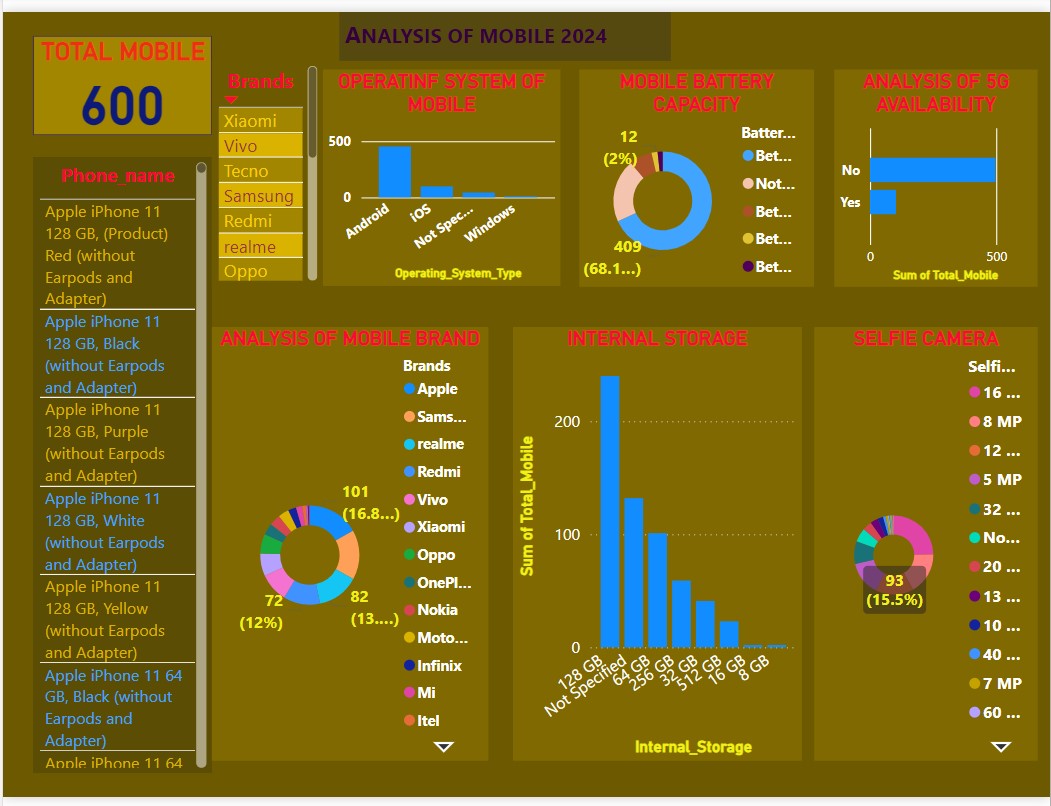 ANALYSIS OF MOBILE 2024
TOTAL MOBILE
600
Phone_name
Apple iPhone 11
128 GB, (Product)
Red (without
Earpods and
Adapter)
Apple iPhone 11
128 GB, Black
(without Earpods
and Adapter)
Apple iPhone 11
128 GB, Purple
(without Earpods
and Adapter)
Apple iPhone 11
128 GB, White
(without Earpods
and Adapter)
Apple iPhone 11
128 GB, Yellow
(without Earpods
and Adapter)
Apple iPhone 11 64
GB, Black (without
Earpods and
Adapter)
Apple iPhone 11 64
Brands
Xiaomi
Vivo
Tecno
Samsung
Redmi
realme
Oppo
OPERATINF SYSTEM OF
MOBILE
500
0
Android
iOS
Not Spec...
Windows
Operating_System_Type
MOBILE BATTERY
CAPACITY
12
(2%)
409
(68.1...)
Batter...
Bet...
Not...
Bet...
Bet...
Bet...
ANALYSIS OF 5G
AVAILABILITY
No
Yes
0
500
Sum of Total_Mobile
ANALYSIS OF MOBILE BRAND
101
(16.8...)
82
(13....)
72
(12%)
Brands
Apple
Sams...
realme
Redmi
Vivo
Xiaomi
Oppo
OnePl...
Nokia
Moto...
Infinix
Mi
Itel
INTERNAL STORAGE
Sum of Total_Mobile
200
100
0
128 GB
Not Specified
64 GB
256 GB
32 GB
512 GB
16 GB
8 GB
Internal_Storage
SELFIE CAMERA
93
(15.5%)
Selfi...
16 ...
8 MP
12 ...
5 MP
32 ...
No...
20 ...
13 ...
10 ...
40 ...
7 MP
60 ...